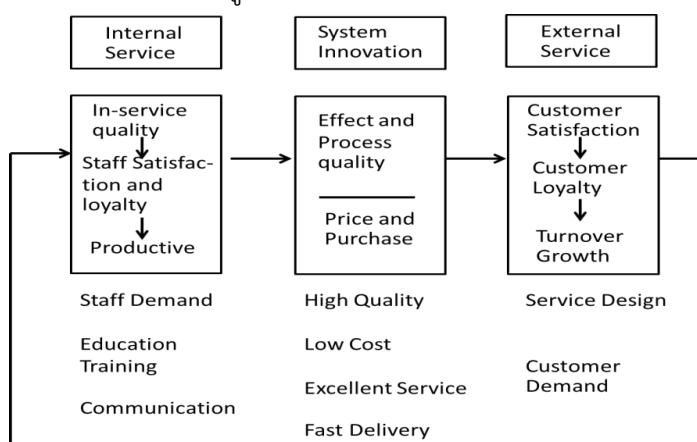 Internal
Service
System
Innovation
External
Service
In-service
quality
Staff Satisfac-
tion and
loyalty
Productive
Effect and
Process
quality
Price and
Purchase
Customer
Satisfaction
Customer
Loyalty
Turnover
Growth
Staff Demand
Education
Training
Communication
High Quality
Low Cost
Excellent Service
Fast Delivery
Service Design
Customer
Demand